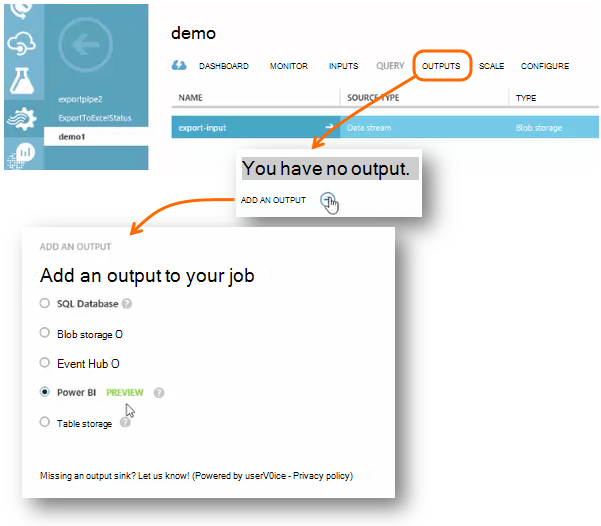 demo
DASHBOARD MONITOR INPUTS QUERY OUTPUTS SCALE CONFIGURE
exportpipe2
ExportToExcelStatus
demo1
NAME SOURCE TYPE TYPE
export-input Data stream Blob storage
You have no output.
ADD AN OUTPUT
ADD AN OUTPUT
Add an output to your job
SQL Database ?
Blob storage O
Event Hub O
Power BI PREVIEW ?
Table storage ?
Missing an output sink? Let us know! (Powered by userV0ice - Privacy policy)